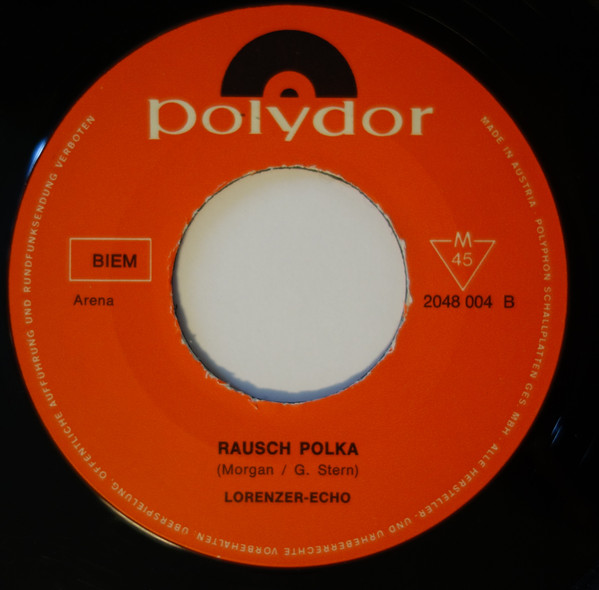 polydor
MADE IN AUSTRIA · POLYPHON SCHALLPLATTEN GES. MBH · ALLE HERSTELLER- UND URHEBERRECHTE VORBEHALTEN · ÜBERSPIELUNG, ÖFFENTLICHE AUFFÜHRUNG UND RUNDFUNKSENDUNG VERBOTEN
BIEM
Arena
M
45
2048 004 B
RAUSCH POLKA
(Morgan / G. Stern)
LORENZER-ECHO